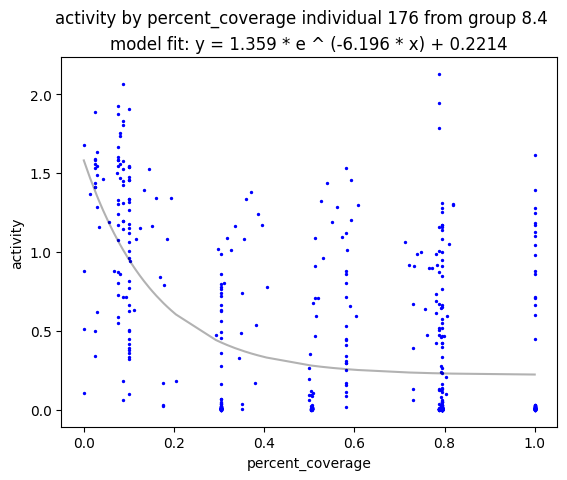 activity by percent_coverage individual 176 from group 8.4
model fit: y = 1.359 * e ^ (-6.196 * x) + 0.2214
2.0
1.5
1.0
0.5
0.0
activity
0.0 0.2 0.4 0.6 0.8 1.0
percent_coverage